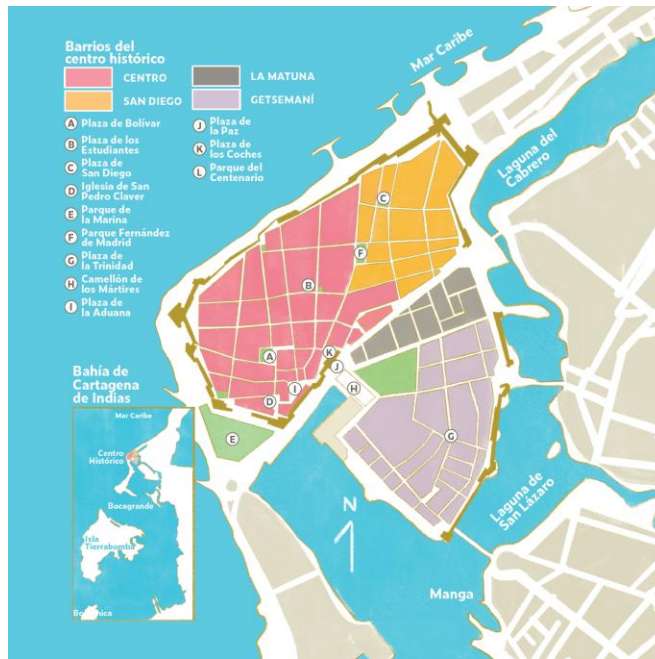 Barrios del
centro histórico
CENTRO
SAN DIEGO
LA MATUNA
GETSEMANÍ
A Plaza de Bolívar
B Plaza de los
Estudiantes
C Plaza de
San Diego
D Iglesia de San
Pedro Claver
E Parque de
la Marina
F Parque Fernández
de Madrid
G Plaza de
la Trinidad
H Camellón de
los Mártires
I Plaza de
la Aduana
J Plaza de
la Paz
K Plaza de
los Coches
L Parque del
Centenario
Mar Caribe
Laguna del
Cabrero
C
F
B
A
K
J
I
H
D
E
G
Laguna de
San Lázaro
N
Manga
Bahía de
Cartagena
de Indias
Mar Caribe
Centro
Histórico
Bocagrande
Isla
Tierrabomba